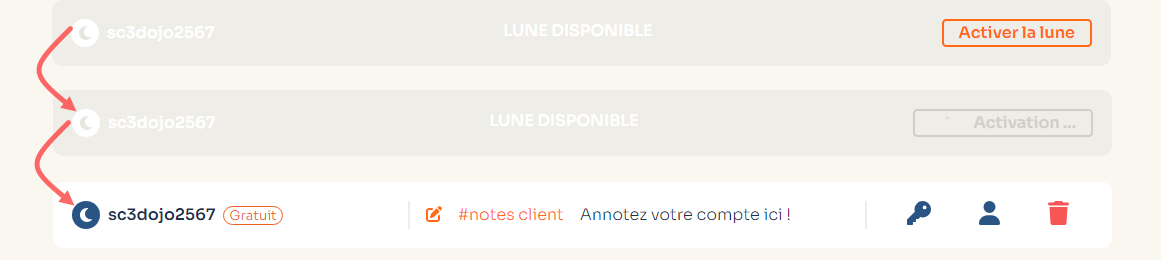 sc3dojo2567 LUNE DISPONIBLE Activer la lune
sc3dojo2567 LUNE DISPONIBLE Activation ...
sc3dojo2567 Gratuit #notes client Annotez votre compte ici !